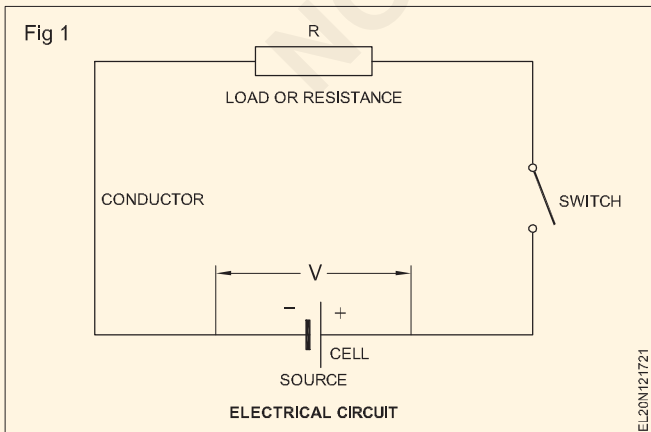 Fig 1
R
LOAD OR RESISTANCE
CONDUCTOR
SWITCH
V
− +
CELL
SOURCE
ELECTRICAL CIRCUIT
EL20N121721